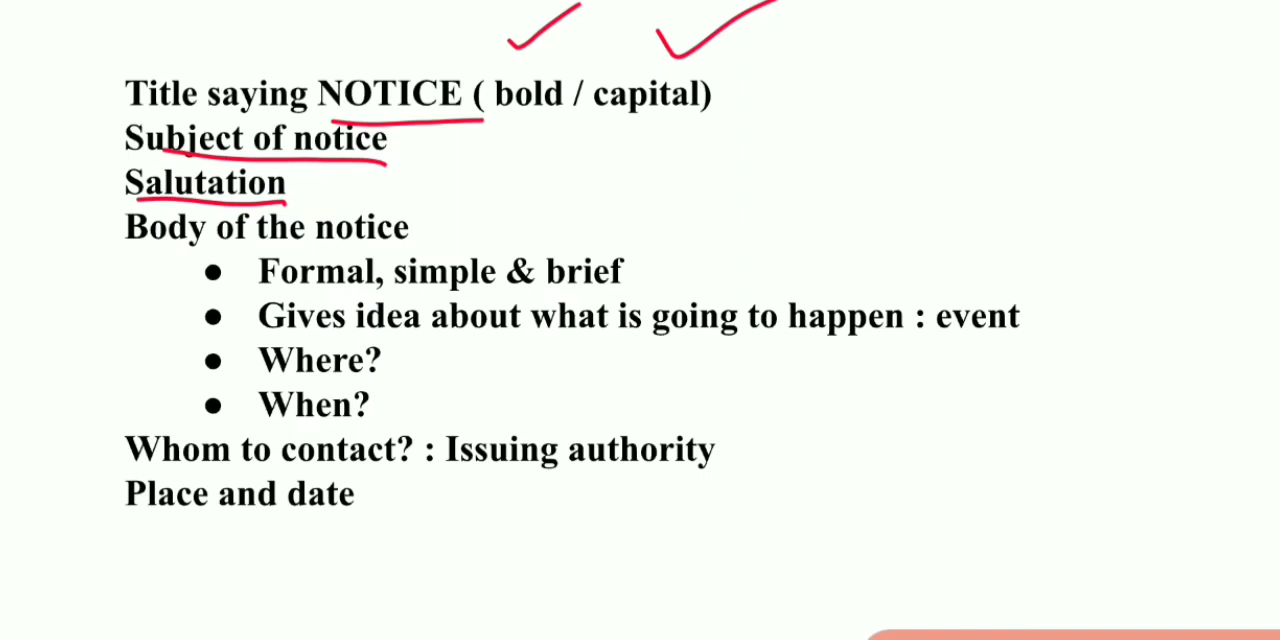 Title saying NOTICE ( bold / capital)
Subject of notice
Salutation
Body of the notice
● Formal, simple & brief
● Gives idea about what is going to happen : event
● Where?
● When?
Whom to contact? : Issuing authority
Place and date